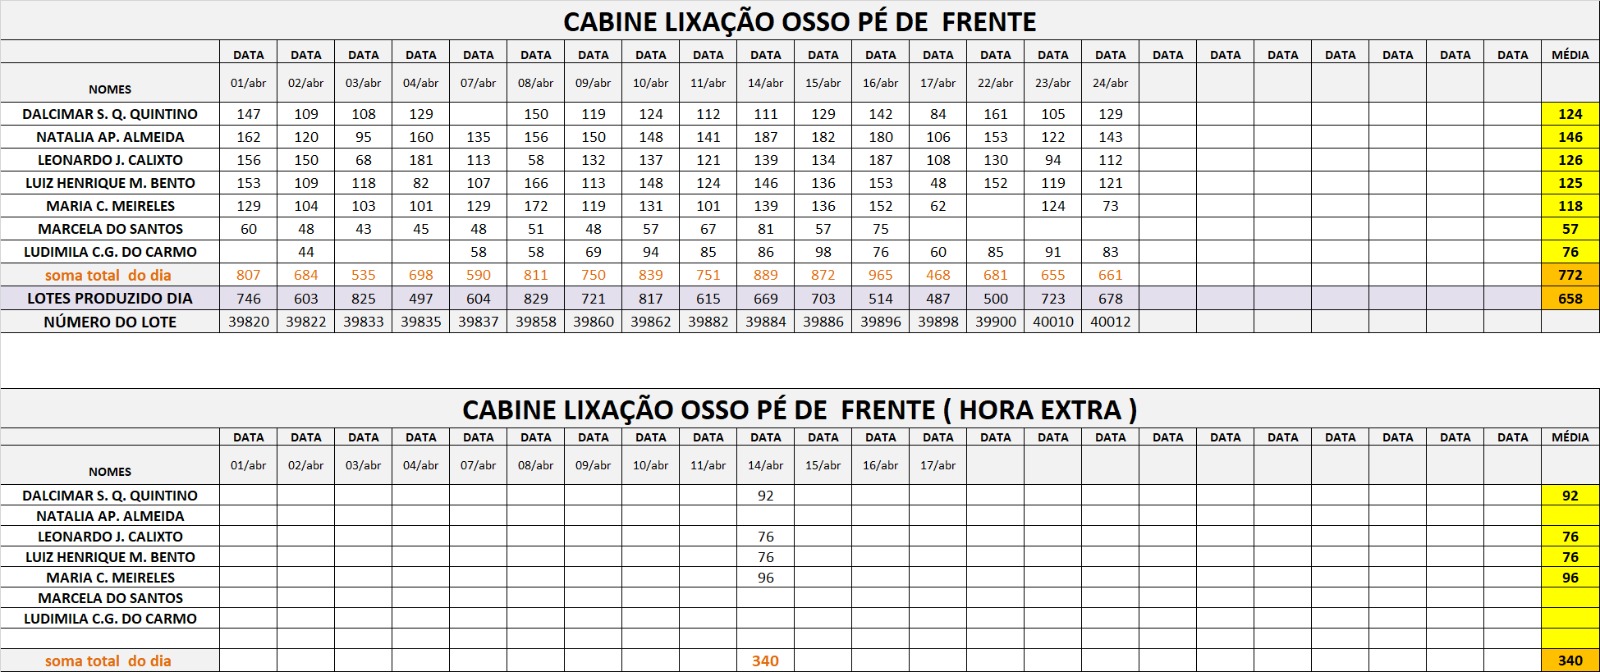 CABINE LIXAÇÃO OSSO PÉ DE FRENTE
DATA DATA DATA DATA DATA DATA DATA DATA DATA DATA DATA DATA DATA DATA DATA DATA DATA DATA DATA DATA DATA DATA DATA MÉDIA
NOMES 01/abr 02/abr 03/abr 04/abr 07/abr 08/abr 09/abr 10/abr 11/abr 14/abr 15/abr 16/abr 17/abr 22/abr 23/abr 24/abr
DALCIMAR S. Q. QUINTINO 147 109 108 129 150 119 124 112 111 129 142 84 161 105 129 124
NATALIA AP. ALMEIDA 162 120 95 160 135 156 150 148 141 187 182 180 106 153 122 143 146
LEONARDO J. CALIXTO 156 150 68 181 113 58 132 137 121 139 134 187 108 130 94 112 126
LUIZ HENRIQUE M. BENTO 153 109 118 82 107 166 113 148 124 146 136 153 48 152 119 121 125
MARIA C. MEIRELES 129 104 103 101 129 172 119 131 101 139 136 152 62 124 73 118
MARCELA DO SANTOS 60 48 43 45 48 51 48 57 67 81 57 75 57
LUDIMILA C.G. DO CARMO 44 58 58 69 94 85 86 98 76 60 85 91 83 76
soma total do dia 807 684 535 698 590 811 750 839 751 889 872 965 468 681 655 661 772
LOTES PRODUZIDO DIA 746 603 825 497 604 829 721 817 615 669 703 514 487 500 723 678 658
NÚMERO DO LOTE 39820 39822 39833 39835 39837 39858 39860 39862 39882 39884 39886 39896 39898 39900 40010 40012
CABINE LIXAÇÃO OSSO PÉ DE FRENTE ( HORA EXTRA )
DATA DATA DATA DATA DATA DATA DATA DATA DATA DATA DATA DATA DATA DATA DATA DATA DATA DATA DATA DATA DATA DATA DATA MÉDIA
NOMES 01/abr 02/abr 03/abr 04/abr 07/abr 08/abr 09/abr 10/abr 11/abr 14/abr 15/abr 16/abr 17/abr
DALCIMAR S. Q. QUINTINO 92 92
NATALIA AP. ALMEIDA
LEONARDO J. CALIXTO 76 76
LUIZ HENRIQUE M. BENTO 76 76
MARIA C. MEIRELES 96 96
MARCELA DO SANTOS
LUDIMILA C.G. DO CARMO
soma total do dia 340 340